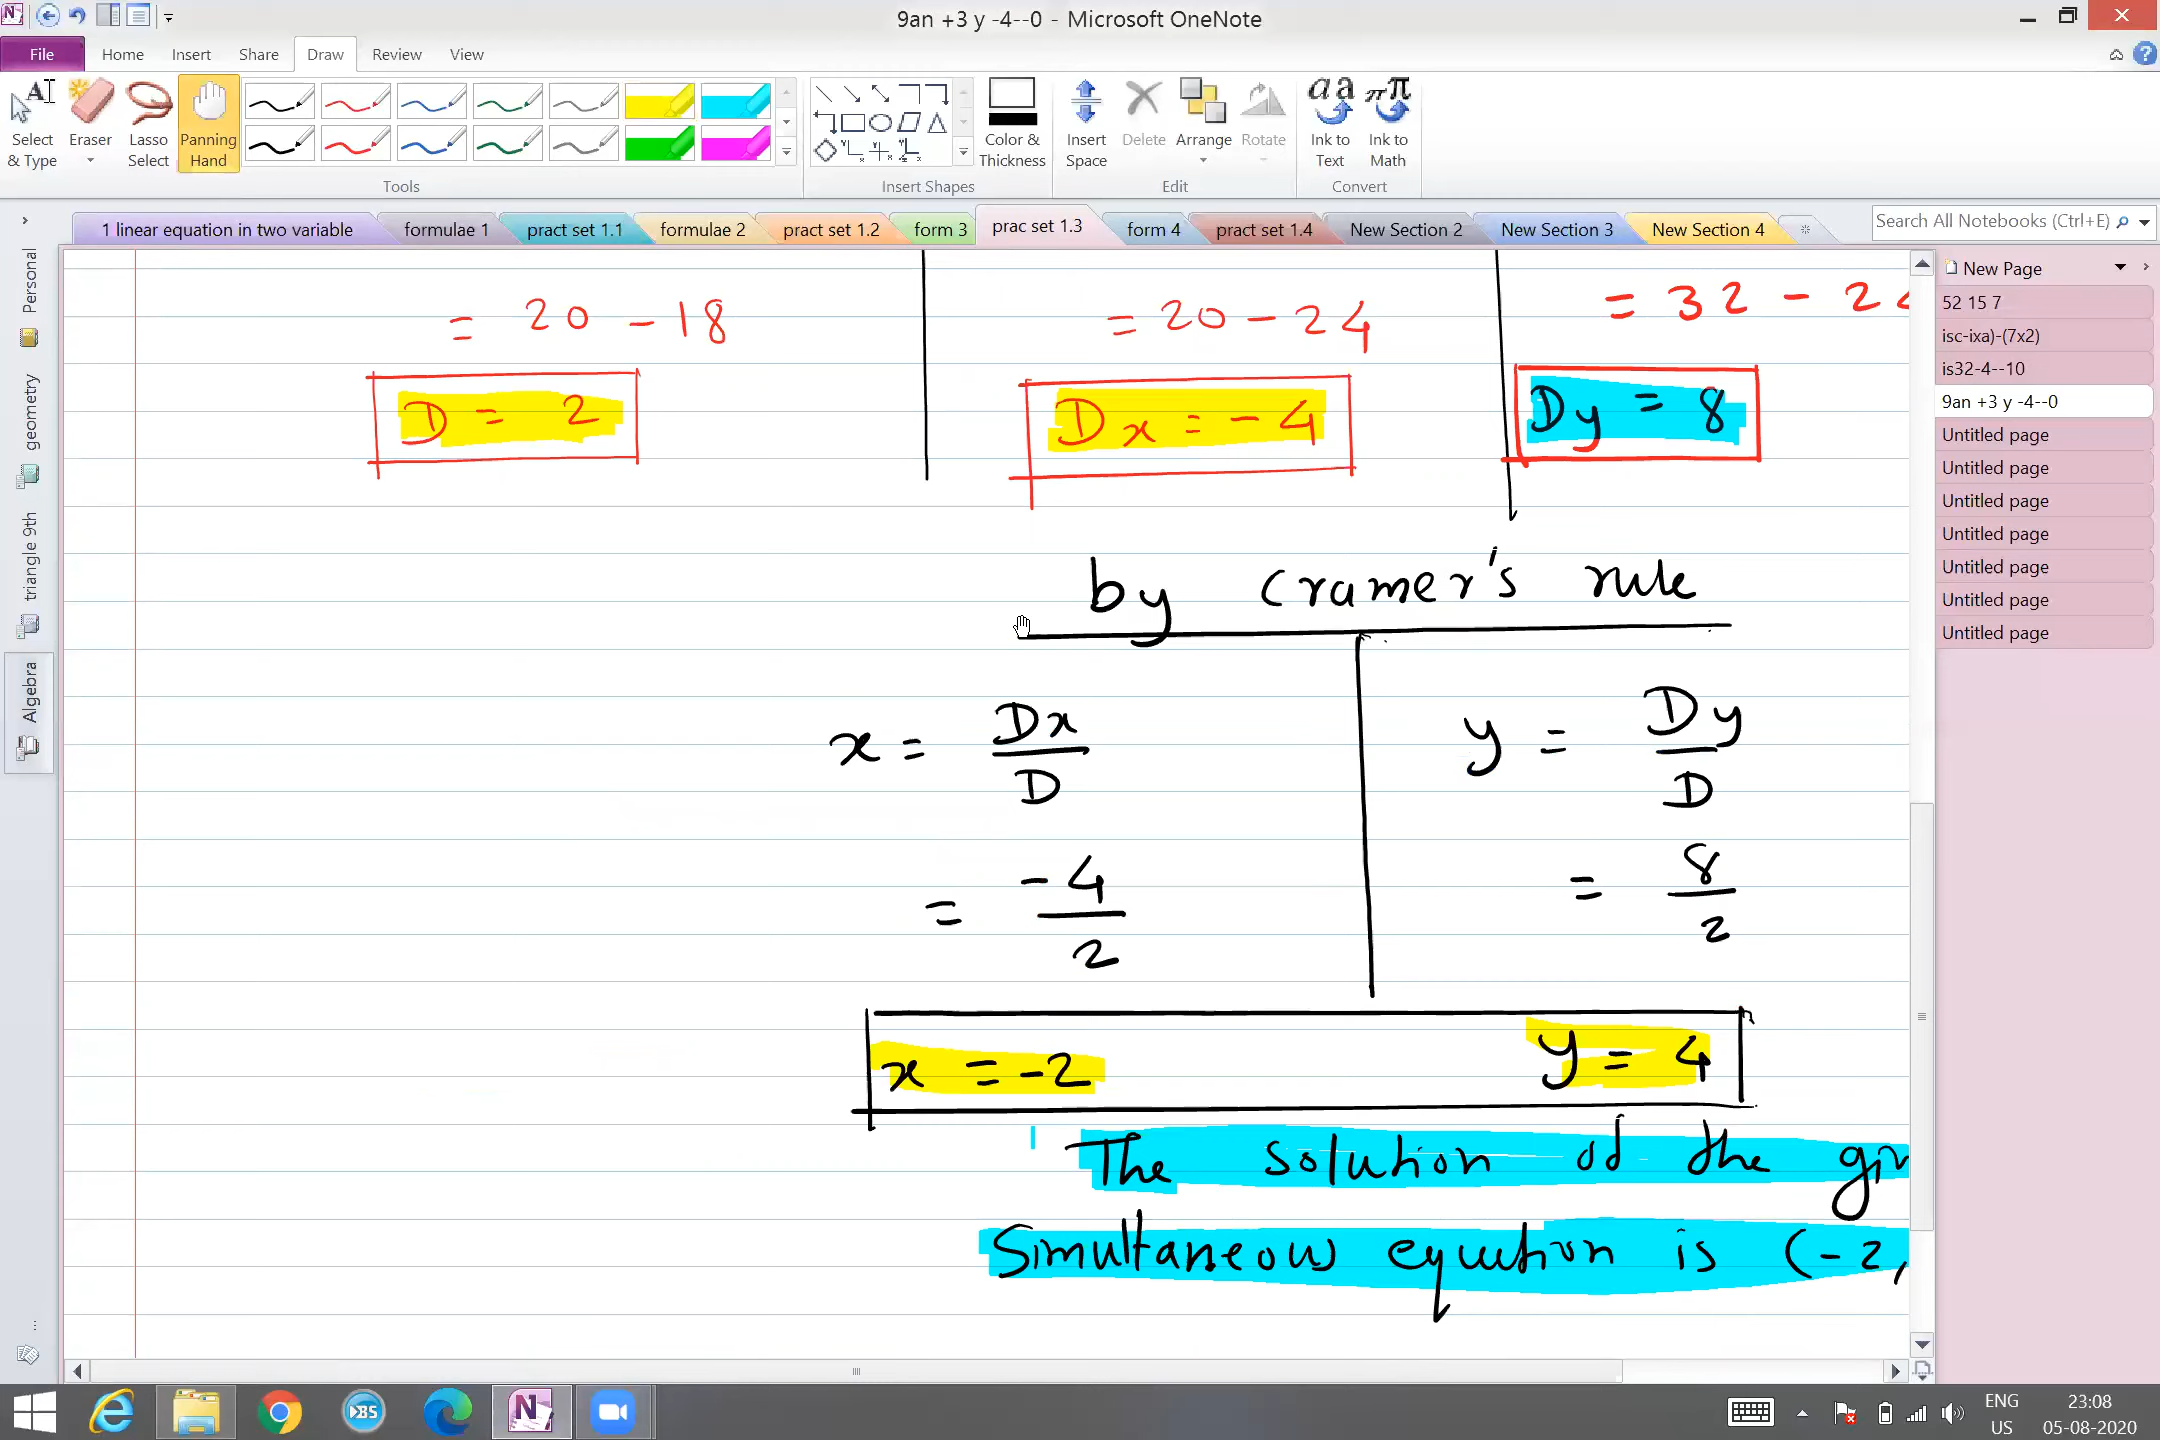 9an +3 y -4--0 - Microsoft OneNote
File Home Insert Share Draw Review View
Select & Type
Eraser
Lasso Select
Panning Hand
Color & Thickness
Insert Space
Delete
Arrange
Rotate
Ink to Text
Ink to Math
Tools
Insert Shapes
Edit
Convert
1 linear equation in two variable
formulae 1
pract set 1.1
formulae 2
pract set 1.2
form 3
prac set 1.3
form 4
pract set 1.4
New Section 2
New Section 3
New Section 4
Search All Notebooks (Ctrl+E)
Personal
geometry
triangle 9th
Algebra
New Page
52 15 7
isc-ixa)-(7x2)
is32-4--10
9an +3 y -4--0
Untitled page
Untitled page
Untitled page
Untitled page
Untitled page
Untitled page
Untitled page
= 20 - 18
= 20 - 24
= 32 - 2
D = 2
Dx = - 4
Dy = 8
by Cramer's rule
x = Dx/D
y = Dy/D
= -4/2
= 8/2
x = -2
y = 4
The solution of the giv
Simultaneous equation is (-2,
ENG
US
23:08
05-08-2020